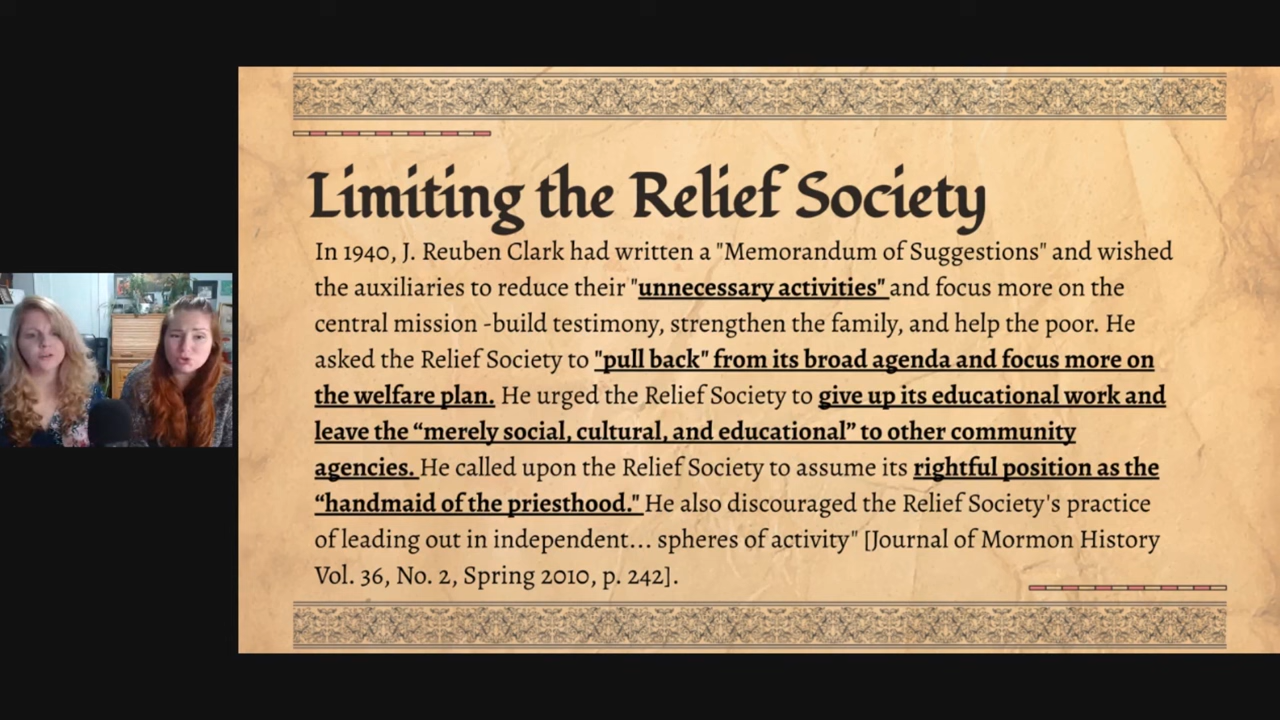 Limiting the Relief Society
In 1940, J. Reuben Clark had written a "Memorandum of Suggestions" and wished
the auxiliaries to reduce their "unnecessary activities" and focus more on the
central mission -build testimony, strengthen the family, and help the poor. He
asked the Relief Society to "pull back" from its broad agenda and focus more on
the welfare plan. He urged the Relief Society to give up its educational work and
leave the “merely social, cultural, and educational” to other community
agencies. He called upon the Relief Society to assume its rightful position as the
“handmaid of the priesthood." He also discouraged the Relief Society's practice
of leading out in independent... spheres of activity" [Journal of Mormon History
Vol. 36, No. 2, Spring 2010, p. 242].